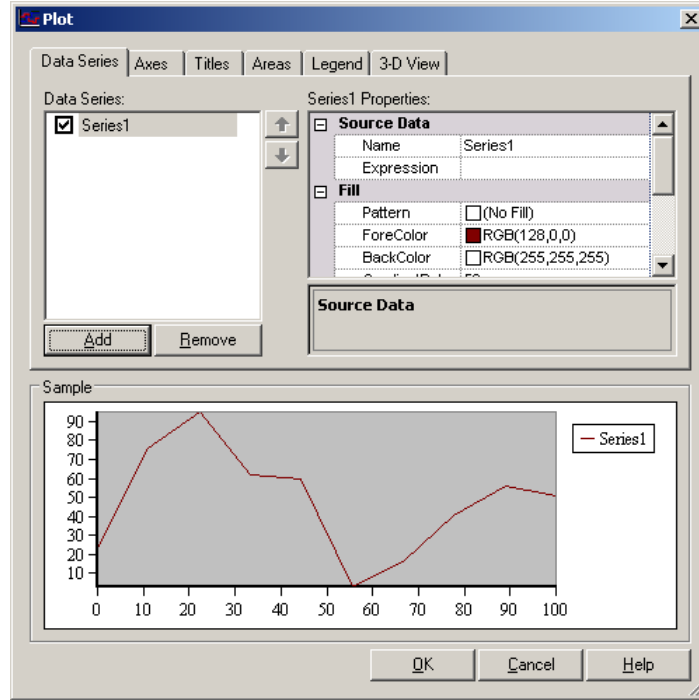 Plot
Data Series Axes Titles Areas Legend 3-D View
Data Series:
Series1
Series1 Properties:
Source Data
Name Series1
Expression
Fill
Pattern (No Fill)
ForeColor RGB(128,0,0)
BackColor RGB(255,255,255)
Source Data
Add Remove
Sample
90
80
70
60
50
40
30
20
10
0 10 20 30 40 50 60 70 80 90 100
Series1
OK Cancel Help